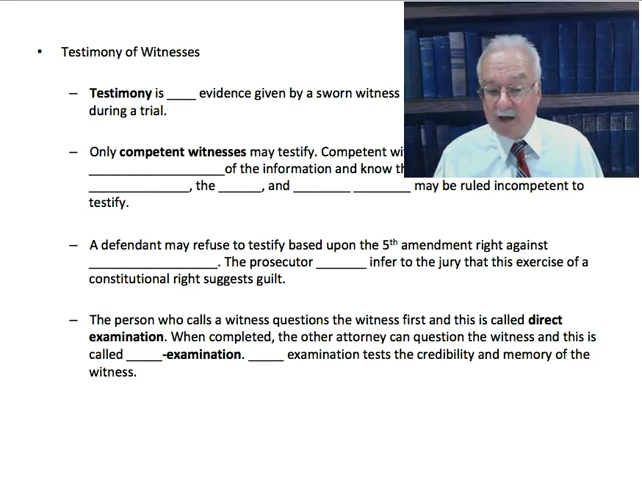 • Testimony of Witnesses
– Testimony is ____ evidence given by a sworn witness
during a trial.
– Only competent witnesses may testify. Competent
__________________of the information and know
_____________, the ______, and ________ ________ may be ruled incompetent to
testify.
– A defendant may refuse to testify based upon the 5th amendment right against
_________________. The prosecutor _______ infer to the jury that this exercise of a
constitutional right suggests guilt.
– The person who calls a witness questions the witness first and this is called direct
examination. When completed, the other attorney can question the witness and this is
called _____-examination. _____ examination tests the credibility and memory of the
witness.